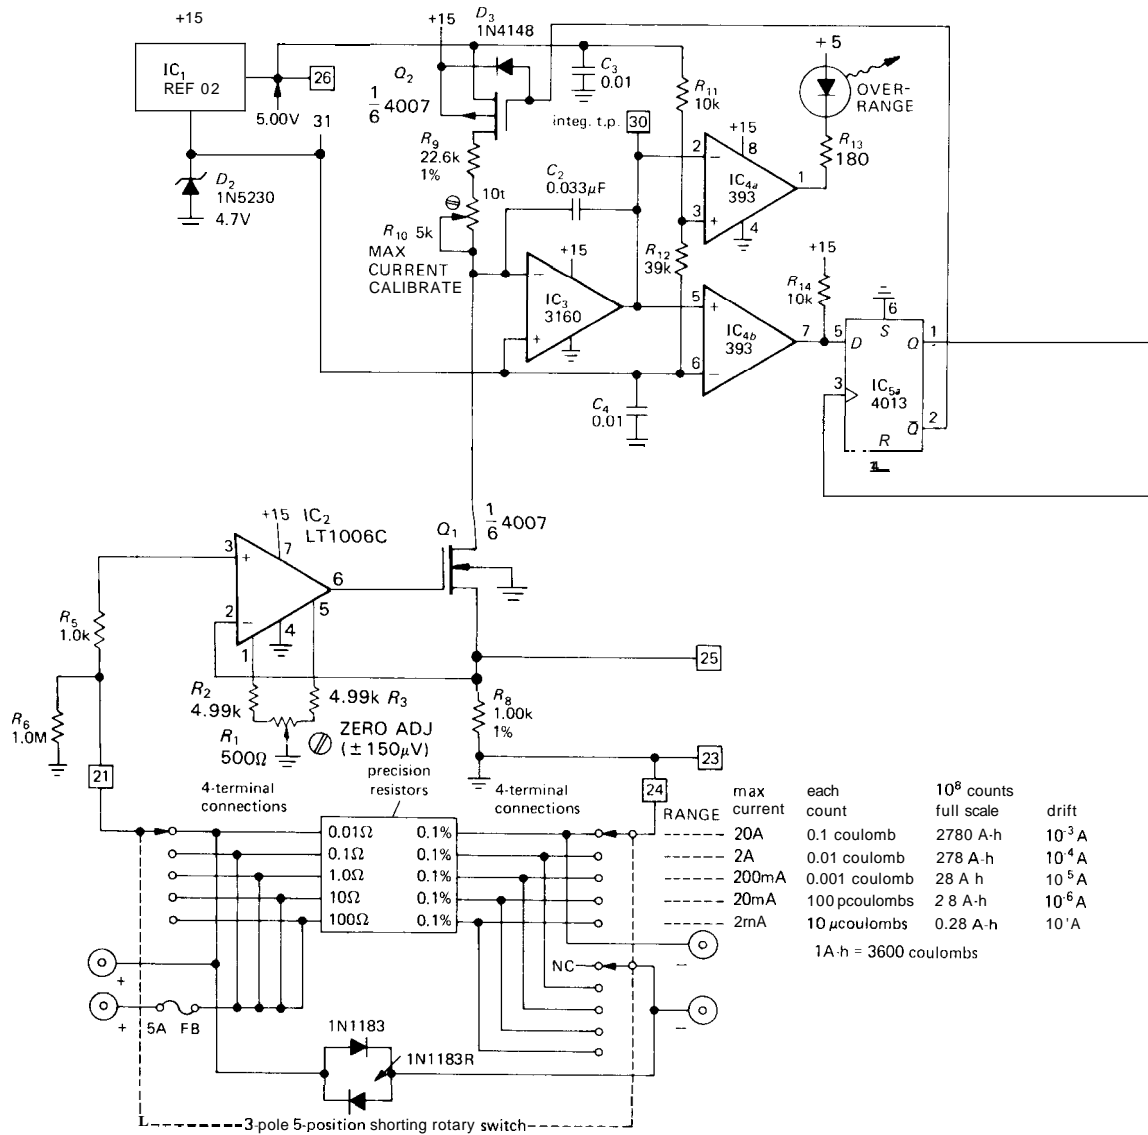 +15
IC1
REF 02
26
5.00V
31
D2
1N5230
4.7V
+15
D3
1N4148
Q2
1/6 4007
R9
22.6k
1%
10t
R10 5k
MAX
CURRENT
CALIBRATE
C3
0.01
integ. t.p. 30
C2
0.033μF
R11
10k
R12
39k
+15
IC3
3160
− +
C4
0.01
+15
8
2 −
3 +
IC4a
393
1
4
+5
OVER-
RANGE
R13
180
5 +
6 −
IC4b
393
7
+15
R14
10k
6
5 D S Q 1
3
IC5a
4013
Q̄ 2
R
+15
IC2
LT1006C
3 +
2 −
7
6
5
4
1
Q1
1/6 4007
R5
1.0k
R6
1.0M
R2
4.99k
4.99k R3
R1
500Ω
ZERO ADJ
(±150μV)
R8
1.00k
1%
25
23
24
21
4-terminal
connections
precision
resistors
4-terminal
connections
0.01Ω 0.1%
0.1Ω 0.1%
1.0Ω 0.1%
10Ω 0.1%
100Ω 0.1%
RANGE max current each count 10⁸ counts full scale drift
20A 0.1 coulomb 2780 A-h 10⁻³ A
2A 0.01 coulomb 278 A-h 10⁻⁴ A
200mA 0.001 coulomb 28 A h 10⁵ A
20mA 100 pcoulombs 2 8 A-h 10⁻⁶ A
2mA 10 μcoulombs 0.28 A-h 10'A
1A-h = 3600 coulombs
NC
+
+
5A FB
−
−
1N1183
1N1183R
3-pole 5-position shorting rotary switch